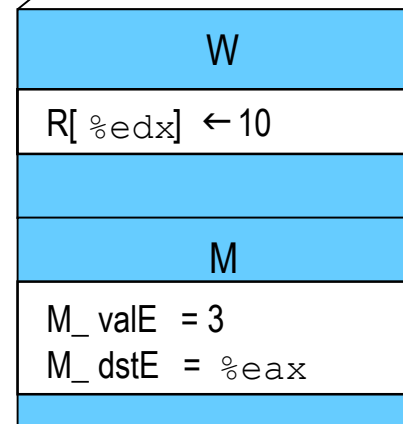 W
R[ %edx] ← 10
M
M_ valE = 3
M_ dstE = %eax